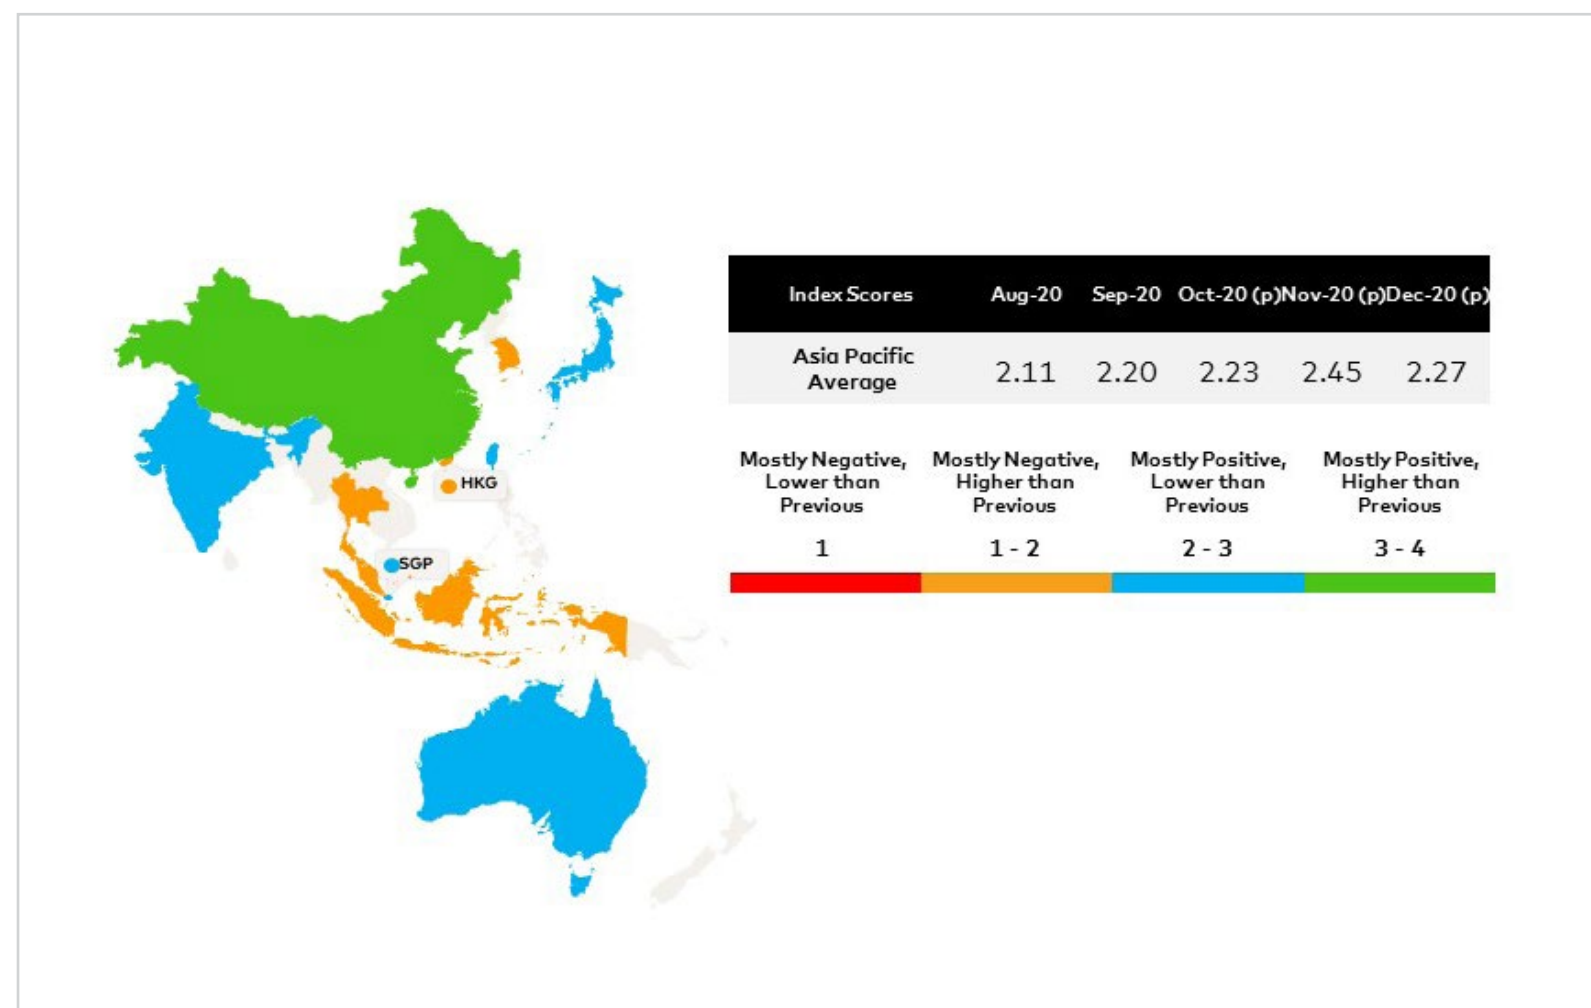 Index Scores Aug-20 Sep-20 Oct-20 (p)Nov-20 (p)Dec-20 (p)
Asia Pacific
Average
2.11 2.20 2.23 2.45 2.27
Mostly Negative,
Lower than
Previous
1
Mostly Negative,
Higher than
Previous
1 - 2
Mostly Positive,
Lower than
Previous
2 - 3
Mostly Positive,
Higher than
Previous
3 - 4
HKG
SGP